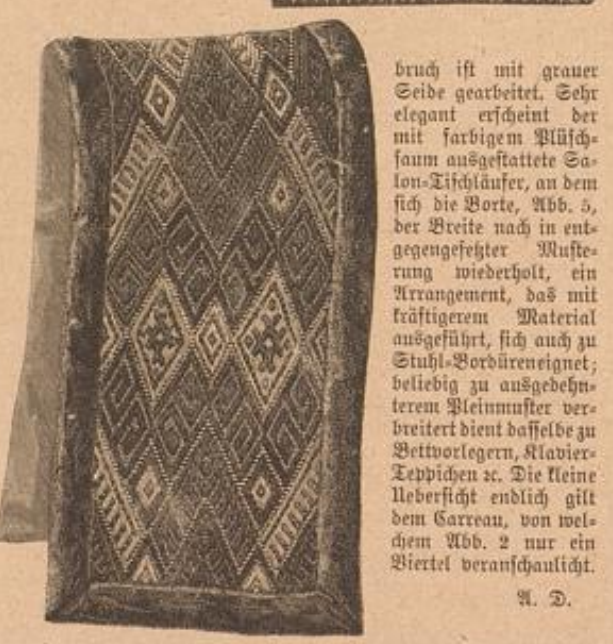 bruch ist mit grauer
Seide gearbeitet. Sehr
elegant erscheint der
mit farbigem Plüsch-
saum ausgestattete Sa-
lon-Tischläufer, an dem
sich die Borte, Abb. 5,
der Breite nach in ent-
gegengesetzter Muste-
rung wiederholt, ein
Arrangement, das mit
kräftigerem Material
ausgeführt, sich auch zu
Stuhl-Bordüren eignet;
beliebig zu ausgedehn-
terem Pleinmuster ver-
breitert dient dasselbe zu
Bettvorlegern, Klavier-
Teppichen ꝛc. Die kleine
Uebersicht endlich gilt
dem Carreau, von wel-
chem Abb. 2 nur ein
Viertel veranschaulicht.
A. D.